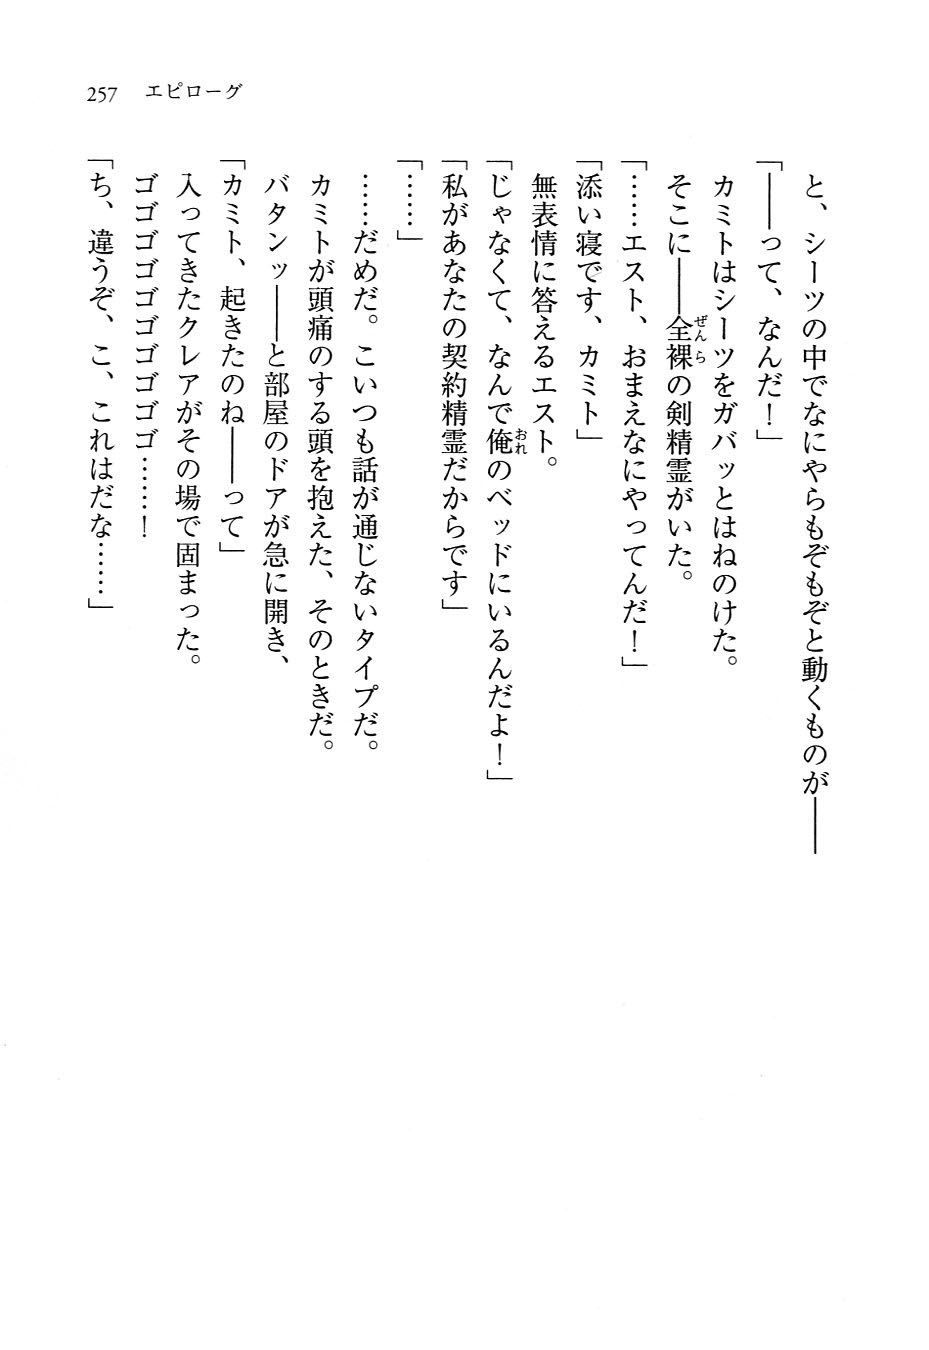 257 エピローグ
と、シーツの中でなにやらもぞもぞと動くものが――
「――って、なんだ！」
カミトはシーツをガバッとはねのけた。
そこに――全裸の剣精霊がいた。
ぜんら
「……エスト、おまえなにやってんだ！」
「添い寝です、カミト」
無表情に答えるエスト。
「じゃなくて、なんで俺のベッドにいるんだよ！」
おれ
「私があなたの契約精霊だからです」
「……」
……だめだ。こいつも話が通じないタイプだ。
カミトが頭痛のする頭を抱えた、そのときだ。
バタンッ――と部屋のドアが急に開き、
「カミト、起きたのね――って」
入ってきたクレアがその場で固まった。
ゴゴゴゴゴゴゴゴゴゴ……！
「ち、違うぞ、こ、これはだな……」